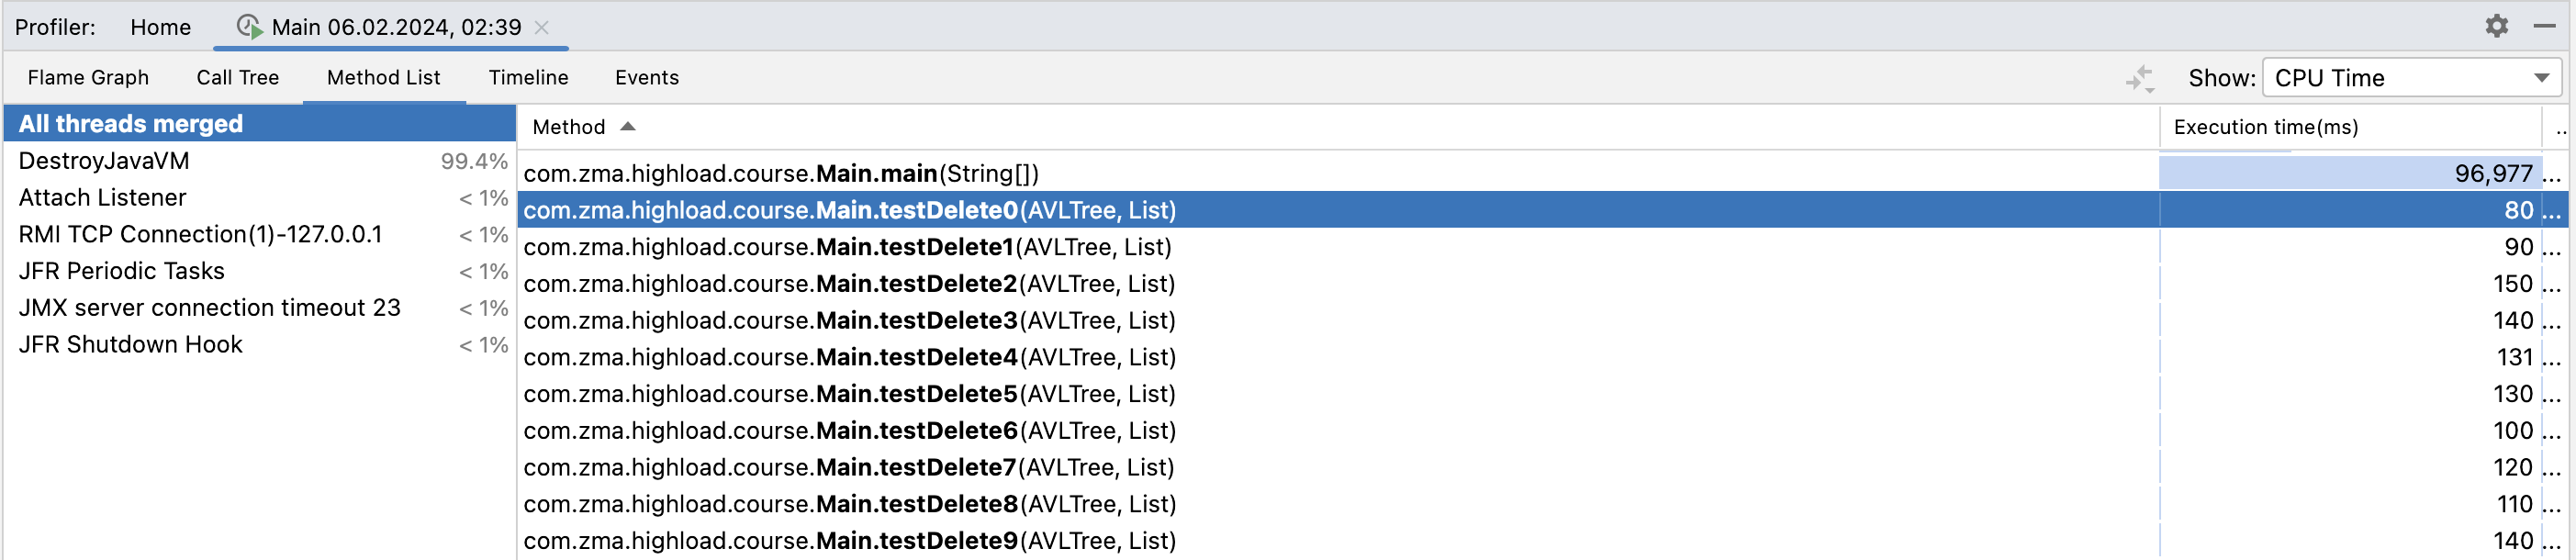 Profiler: Home Main 06.02.2024, 02:39
Flame Graph Call Tree Method List Timeline Events Show: CPU Time
All threads merged
DestroyJavaVM 99.4%
Attach Listener < 1%
RMI TCP Connection(1)-127.0.0.1 < 1%
JFR Periodic Tasks < 1%
JMX server connection timeout 23 < 1%
JFR Shutdown Hook < 1%
Method Execution time(ms) ..
com.zma.highload.course.Main.main(String[]) 96,977 ...
com.zma.highload.course.Main.testDelete0(AVLTree, List) 80 ...
com.zma.highload.course.Main.testDelete1(AVLTree, List) 90 ...
com.zma.highload.course.Main.testDelete2(AVLTree, List) 150 ...
com.zma.highload.course.Main.testDelete3(AVLTree, List) 140 ...
com.zma.highload.course.Main.testDelete4(AVLTree, List) 131 ...
com.zma.highload.course.Main.testDelete5(AVLTree, List) 130 ...
com.zma.highload.course.Main.testDelete6(AVLTree, List) 100 ...
com.zma.highload.course.Main.testDelete7(AVLTree, List) 120 ...
com.zma.highload.course.Main.testDelete8(AVLTree, List) 110 ...
com.zma.highload.course.Main.testDelete9(AVLTree, List) 140 ...